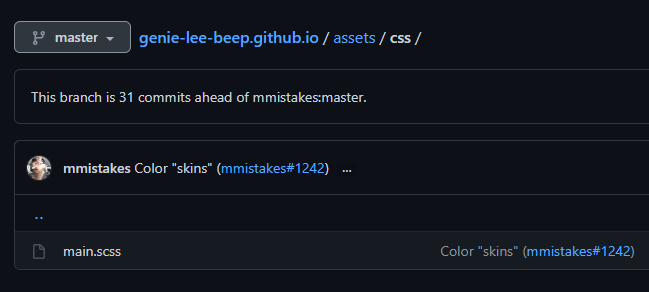 master genie-lee-beep.github.io / assets / css /
This branch is 31 commits ahead of mmistakes:master.
mmistakes Color "skins" (mmistakes#1242) ...
..
main.scss Color "skins" (mmistakes#1242)